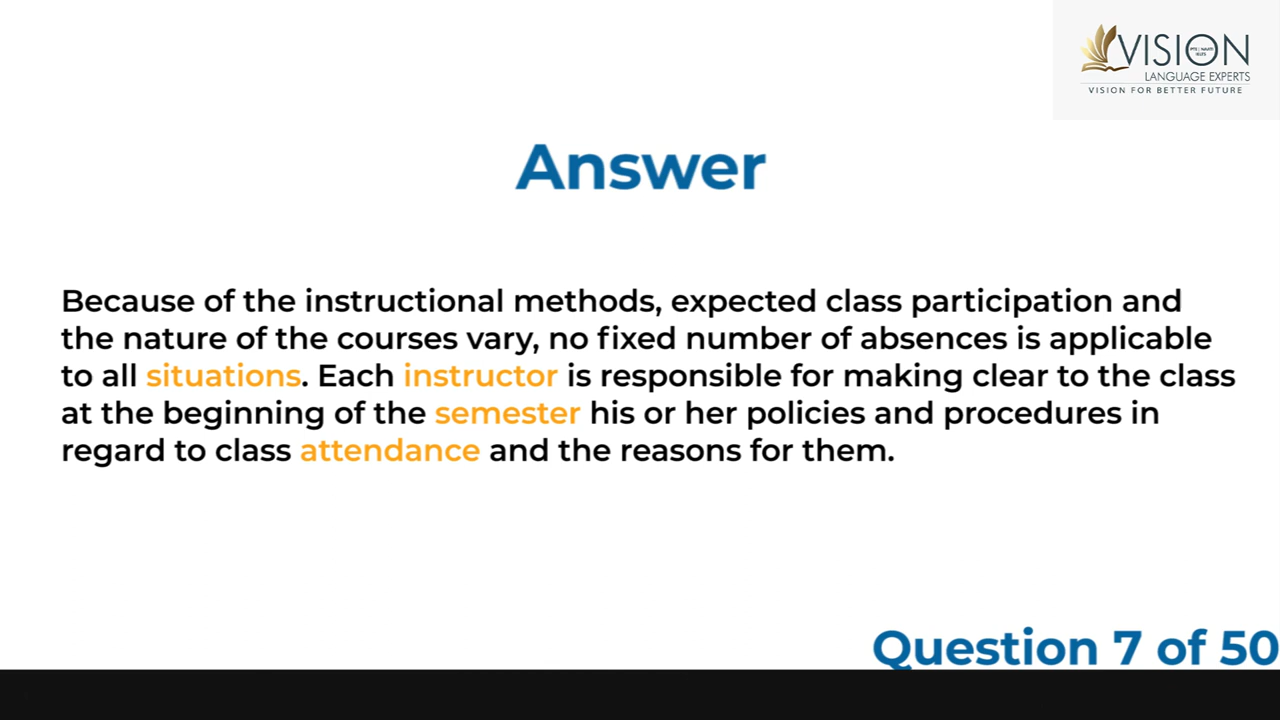 VISION
PTE | NAATI
IELTS
LANGUAGE EXPERTS
VISION FOR BETTER FUTURE
Answer
Because of the instructional methods, expected class participation and
the nature of the courses vary, no fixed number of absences is applicable
to all situations. Each instructor is responsible for making clear to the class
at the beginning of the semester his or her policies and procedures in
regard to class attendance and the reasons for them.
Question 7 of 50